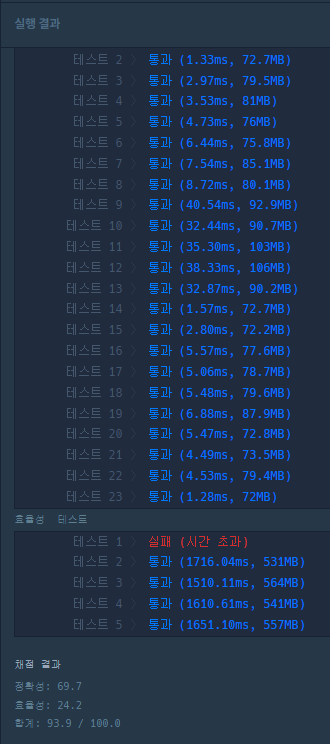 실행 결과
테스트 2 > 통과 (1.33ms, 72.7MB)
테스트 3 > 통과 (2.97ms, 79.5MB)
테스트 4 > 통과 (3.53ms, 81MB)
테스트 5 > 통과 (4.73ms, 76MB)
테스트 6 > 통과 (6.44ms, 75.8MB)
테스트 7 > 통과 (7.54ms, 85.1MB)
테스트 8 > 통과 (8.72ms, 80.1MB)
테스트 9 > 통과 (40.54ms, 92.9MB)
테스트 10 > 통과 (32.44ms, 90.7MB)
테스트 11 > 통과 (35.30ms, 103MB)
테스트 12 > 통과 (38.33ms, 106MB)
테스트 13 > 통과 (32.87ms, 90.2MB)
테스트 14 > 통과 (1.57ms, 72.7MB)
테스트 15 > 통과 (2.80ms, 72.2MB)
테스트 16 > 통과 (5.57ms, 77.6MB)
테스트 17 > 통과 (5.06ms, 78.7MB)
테스트 18 > 통과 (5.48ms, 79.6MB)
테스트 19 > 통과 (6.88ms, 87.9MB)
테스트 20 > 통과 (5.47ms, 72.8MB)
테스트 21 > 통과 (4.49ms, 73.5MB)
테스트 22 > 통과 (4.53ms, 79.4MB)
테스트 23 > 통과 (1.28ms, 72MB)
효율성 테스트
테스트 1 > 실패 (시간 초과)
테스트 2 > 통과 (1716.04ms, 531MB)
테스트 3 > 통과 (1510.11ms, 564MB)
테스트 4 > 통과 (1610.61ms, 541MB)
테스트 5 > 통과 (1651.10ms, 557MB)
채점 결과
정확성: 69.7
효율성: 24.2
합계: 93.9 / 100.0